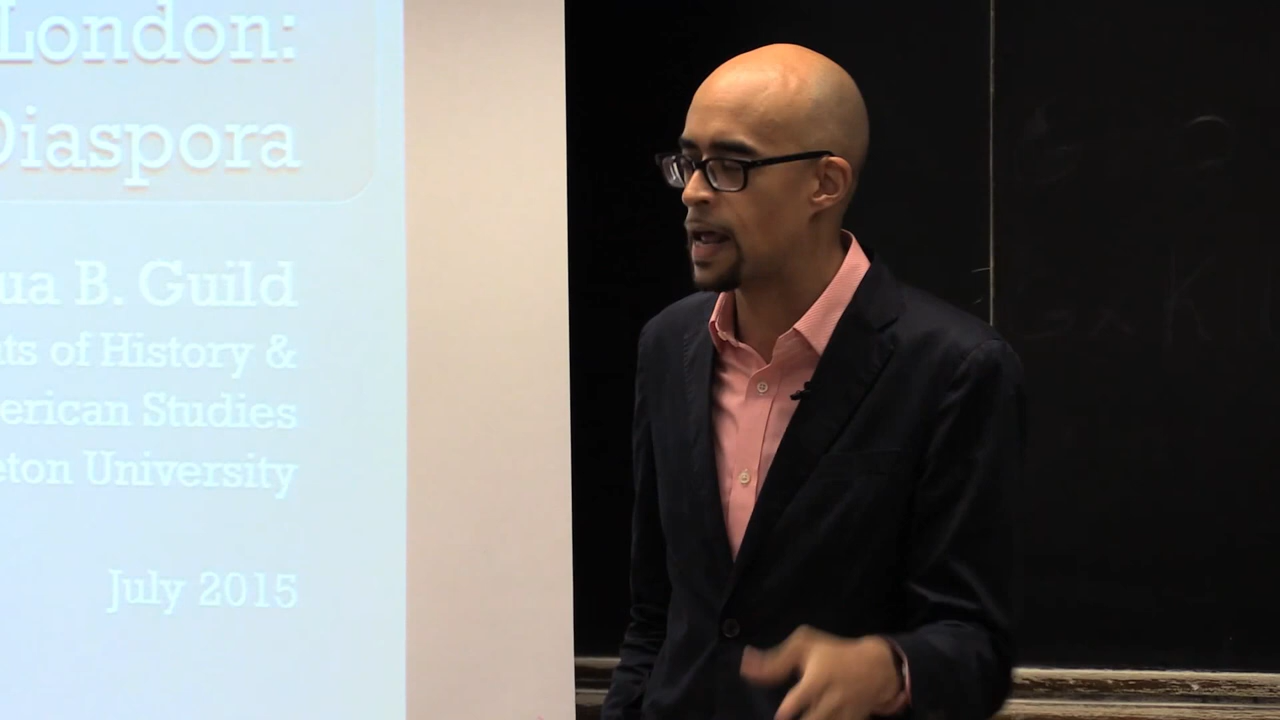 London:
Diaspora
ua B. Guild
ts of History &
erican Studies
eton University
July 2015